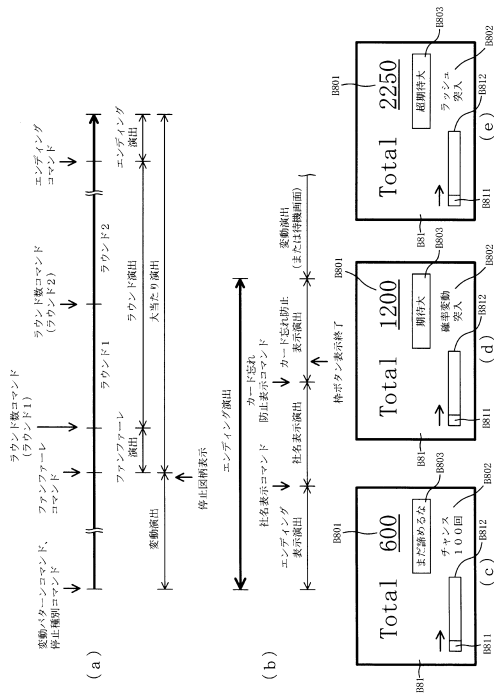 変動パターンコマンド、
停止種別コマンド
ファンファーレ
コマンド
ラウンド数コマンド
(ラウンド1)
ラウンド数コマンド
(ラウンド2)
エンディング
コマンド
(a)
ラウンド1
ラウンド2
変動演出
ファンファーレ
演出
ラウンド演出
エンディング
演出
大当たり演出
停止図柄表示
(b)
エンディング演出
社名表示コマンド
カード忘れ
防止表示コマンド
エンディング
表示演出
社名表示演出
カード忘れ防止
表示演出
変動演出
(または待機画面)
枠ボタン表示終了
B801
B803
B81
Total 600
まだ諦めるな
チャンス
100回
B802
B811
B812
(c)
B801
B803
B81
Total 1200
期待大
確率変動
突入
B802
B811
B812
(d)
B801
B803
B81
Total 2250
超期待大
ラッシュ
突入
B802
B811
B812
(e)